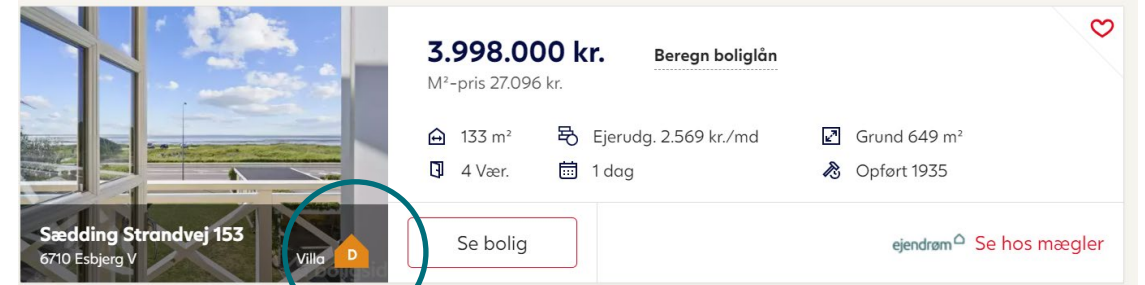 3.998.000 kr.
Beregn boliglån
M²-pris 27.096 kr.
133 m²
Ejerudg. 2.569 kr./md
Grund 649 m²
4 Vær.
1 dag
Opført 1935
Sædding Strandvej 153
6710 Esbjerg V
Villa
D
Se bolig
ejendrøm
Se hos mægler